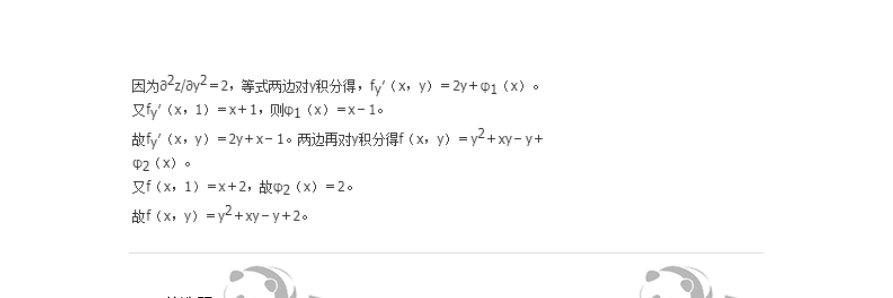 因为∂²z/∂y²=2，等式两边对y积分得，fy′（x，y）=2y+φ1（x）。
又fy′（x，1）=x+1，则φ1（x）=x-1。
故fy′（x，y）=2y+x-1。两边再对y积分得f（x，y）=y²+xy-y+
φ2（x）。
又f（x，1）=x+2，故φ2（x）=2。
故f（x，y）=y²+xy-y+2。